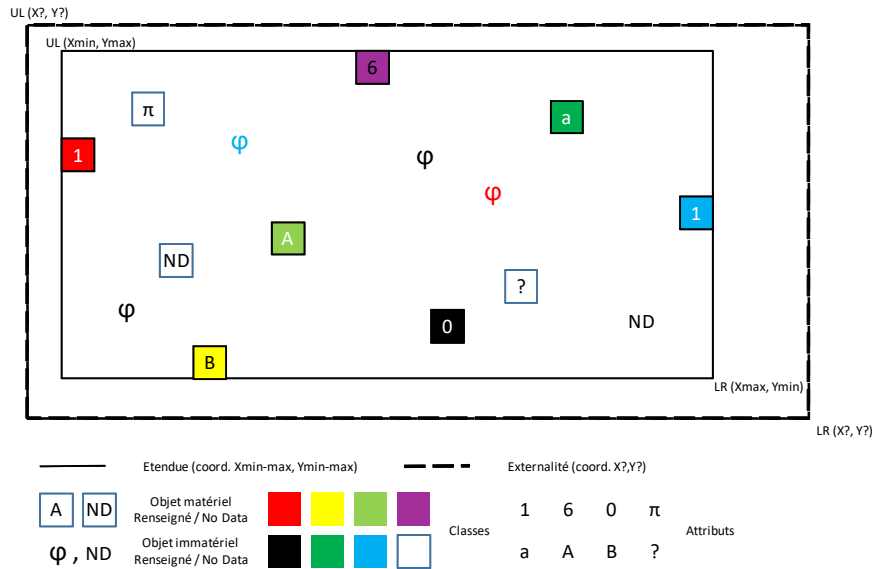 UL (X?, Y?)
UL (Xmin, Ymax)
6
π
a
1
φ
φ
φ
1
A
ND
?
φ
ND
0
B
LR (Xmax, Ymin)
LR (X?, Y?)
Etendue (coord. Xmin-max, Ymin-max)
Externalité (coord. X?,Y?)
A ND
Objet matériel
Renseigné / No Data
φ , ND
Objet immatériel
Renseigné / No Data
Classes
1 6 0 π
a A B ?
Attributs